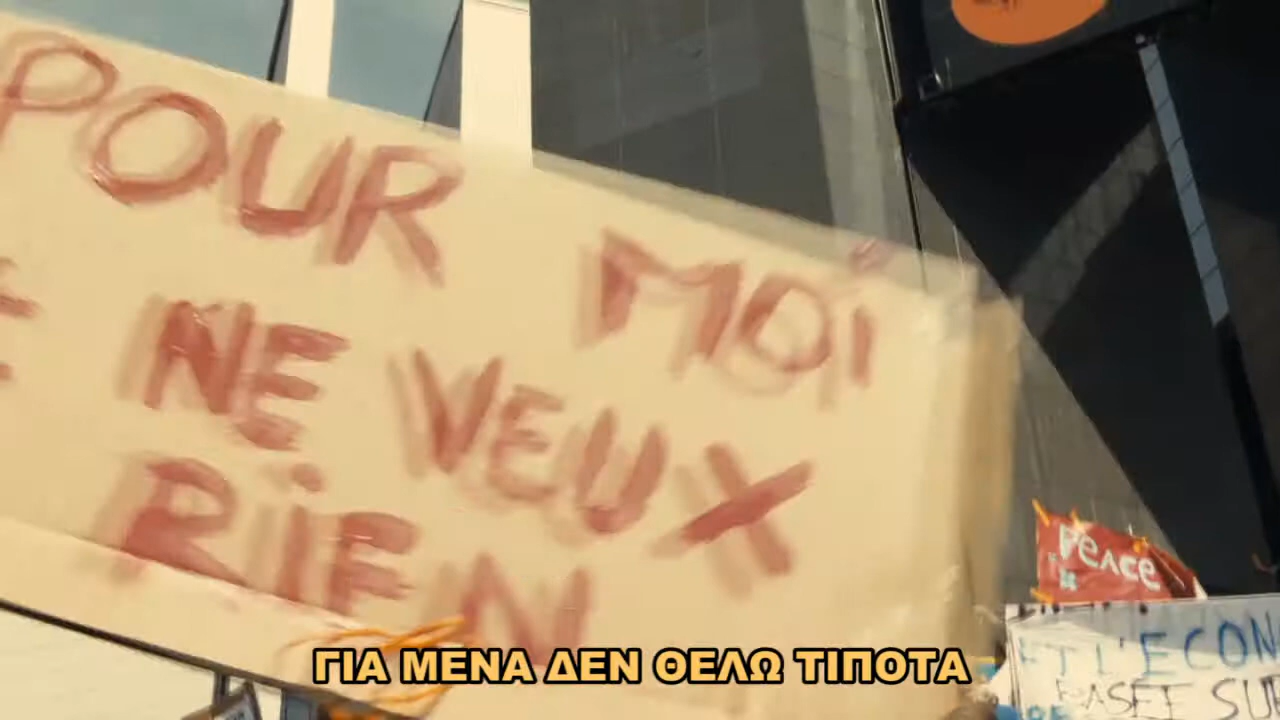 POUR MOI
NE VEUX
RIEN
Peace
ΓΙΑ ΜΕΝΑ ΔΕΝ ΘΕΛΩ ΤΙΠΟΤΑ
L'ECON